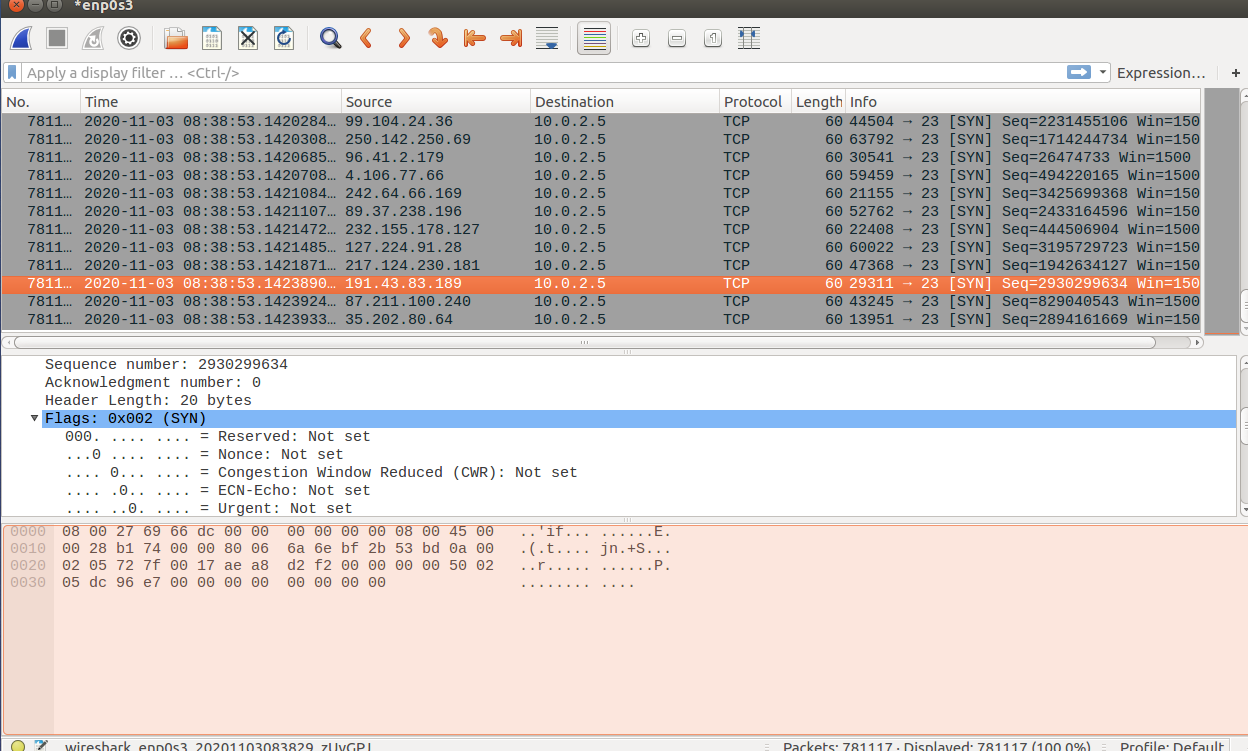 *enp0s3
Apply a display filter … <Ctrl-/> Expression… +
No. Time Source Destination Protocol Length Info
7811… 2020-11-03 08:38:53.1420284… 99.104.24.36 10.0.2.5 TCP 60 44504 → 23 [SYN] Seq=2231455106 Win=150
7811… 2020-11-03 08:38:53.1420308… 250.142.250.69 10.0.2.5 TCP 60 63792 → 23 [SYN] Seq=1714244734 Win=150
7811… 2020-11-03 08:38:53.1420685… 96.41.2.179 10.0.2.5 TCP 60 30541 → 23 [SYN] Seq=26474733 Win=1500
7811… 2020-11-03 08:38:53.1420708… 4.106.77.66 10.0.2.5 TCP 60 59459 → 23 [SYN] Seq=494220165 Win=1500
7811… 2020-11-03 08:38:53.1421084… 242.64.66.169 10.0.2.5 TCP 60 21155 → 23 [SYN] Seq=3425699368 Win=150
7811… 2020-11-03 08:38:53.1421107… 89.37.238.196 10.0.2.5 TCP 60 52762 → 23 [SYN] Seq=2433164596 Win=150
7811… 2020-11-03 08:38:53.1421472… 232.155.178.127 10.0.2.5 TCP 60 22408 → 23 [SYN] Seq=444506904 Win=1500
7811… 2020-11-03 08:38:53.1421485… 127.224.91.28 10.0.2.5 TCP 60 60022 → 23 [SYN] Seq=3195729723 Win=150
7811… 2020-11-03 08:38:53.1421871… 217.124.230.181 10.0.2.5 TCP 60 47368 → 23 [SYN] Seq=1942634127 Win=150
7811… 2020-11-03 08:38:53.1423890… 191.43.83.189 10.0.2.5 TCP 60 29311 → 23 [SYN] Seq=2930299634 Win=150
7811… 2020-11-03 08:38:53.1423924… 87.211.100.240 10.0.2.5 TCP 60 43245 → 23 [SYN] Seq=829040543 Win=1500
7811… 2020-11-03 08:38:53.1423933… 35.202.80.64 10.0.2.5 TCP 60 13951 → 23 [SYN] Seq=2894161669 Win=150
Sequence number: 2930299634
Acknowledgment number: 0
Header Length: 20 bytes
Flags: 0x002 (SYN)
000. .... .... = Reserved: Not set
...0 .... .... = Nonce: Not set
.... 0... .... = Congestion Window Reduced (CWR): Not set
.... .0.. .... = ECN-Echo: Not set
.... ..0. .... = Urgent: Not set
0000 08 00 27 69 66 dc 00 00 00 00 00 00 08 00 45 00 ..'if... ......E.
0010 00 28 b1 74 00 00 80 06 6a 6e bf 2b 53 bd 0a 00 .(.t.... jn.+S...
0020 02 05 72 7f 00 17 ae a8 d2 f2 00 00 00 00 50 02 ..r..... ......P.
0030 05 dc 96 e7 00 00 00 00 00 00 00 00 ........ ....
wireshark_enp0s3_20201103083829_zUvGPJ Packets: 781117 · Displayed: 781117 (100.0%) Profile: Default